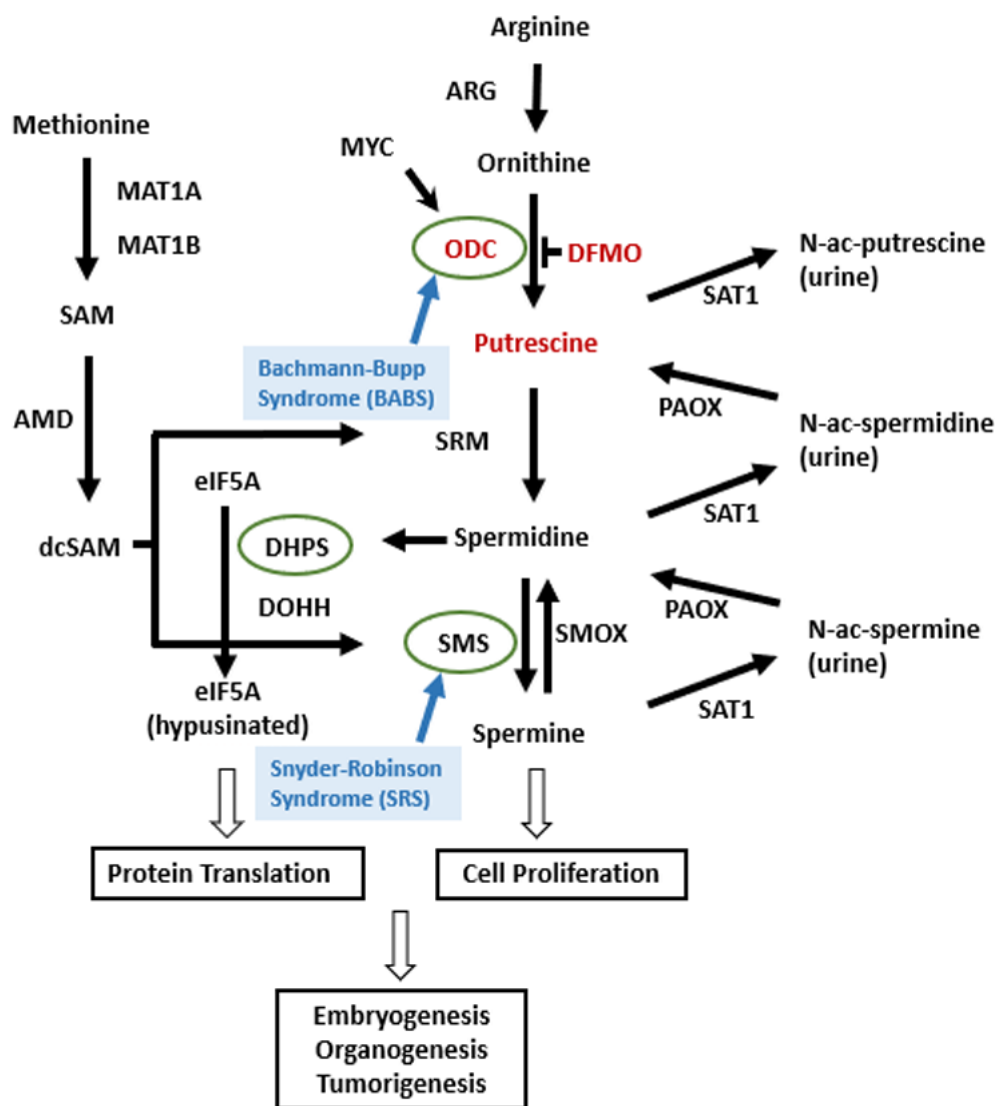 Arginine
ARG
Methionine
MYC
Ornithine
MAT1A
MAT1B
ODC
DFMO
N-ac-putrescine
(urine)
SAT1
SAM
Putrescine
Bachmann-Bupp
Syndrome (BABS)
PAOX
AMD
SRM
N-ac-spermidine
(urine)
eIF5A
SAT1
dcSAM
DHPS
Spermidine
DOHH
PAOX
SMS
SMOX
N-ac-spermine
(urine)
eIF5A
(hypusinated)
SAT1
Spermine
Snyder-Robinson
Syndrome (SRS)
Protein Translation
Cell Proliferation
Embryogenesis
Organogenesis
Tumorigenesis